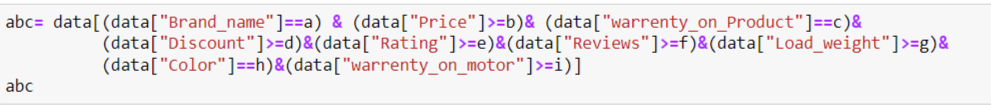 abc= data[(data["Brand_name"]==a) & (data["Price"]>=b)& (data["warrenty_on_Product"]==c)&
(data["Discount"]>=d)&(data["Rating"]>=e)&(data["Reviews"]>=f)&(data["Load_weight"]>=g)&
(data["Color"]==h)&(data["warrenty_on_motor"]>=i)]
abc